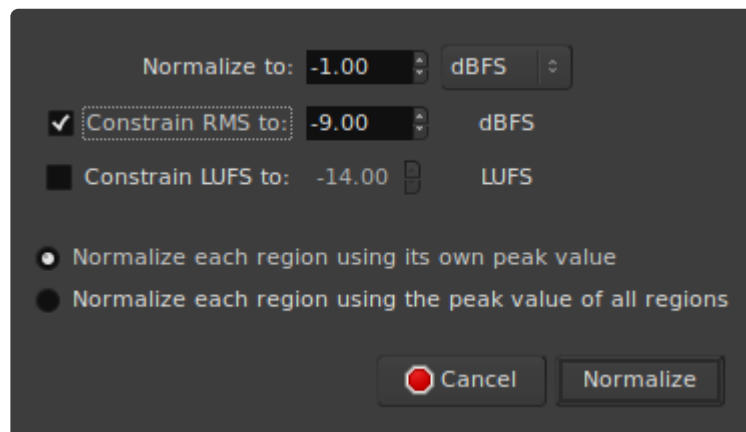 Normalize to: -1.00 dBFS
Constrain RMS to: -9.00 dBFS
Constrain LUFS to: -14.00 LUFS
Normalize each region using its own peak value
Normalize each region using the peak value of all regions
Cancel Normalize